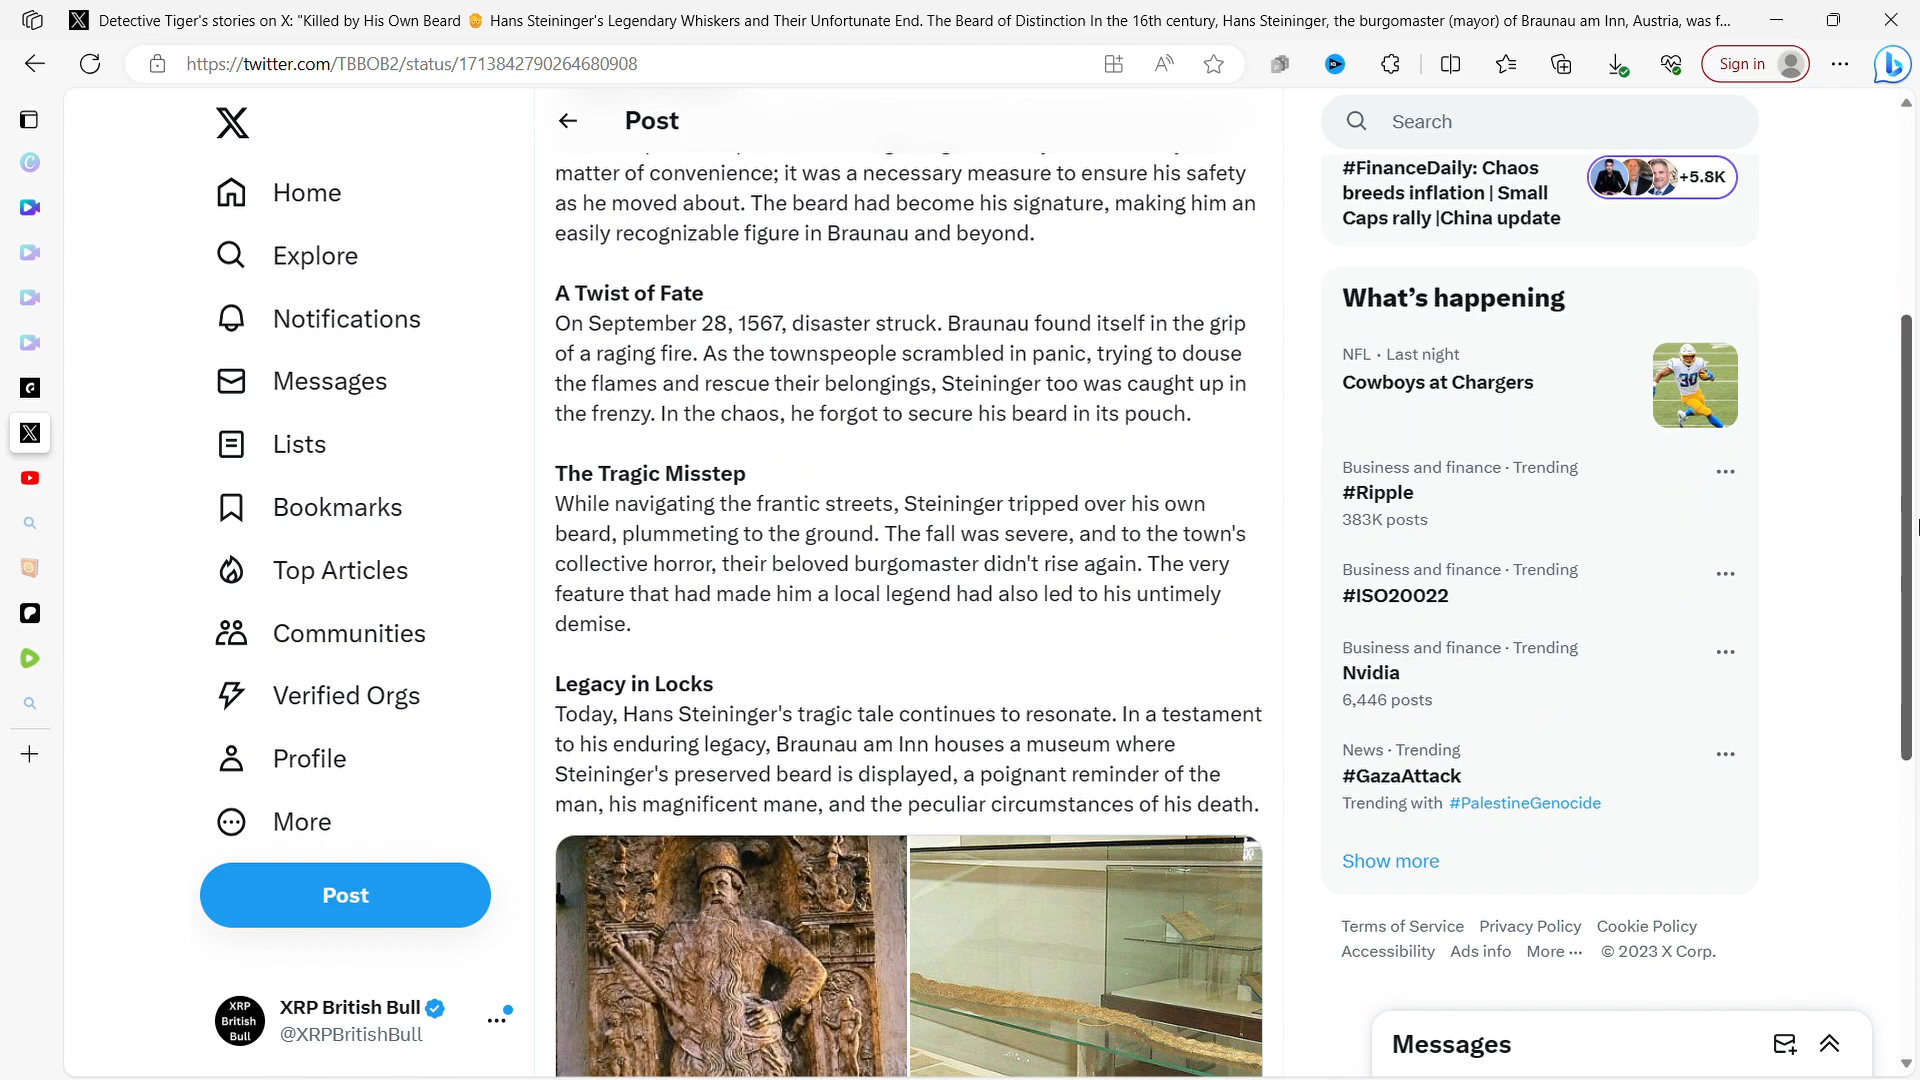 Detective Tiger's stories on X: "Killed by His Own Beard 🧔 Hans Steininger's Legendary Whiskers and Their Unfortunate End. The Beard of Distinction In the 16th century, Hans Steininger, the burgomaster (mayor) of Braunau am Inn, Austria, was f...
https://twitter.com/TBBOB2/status/1713842790264680908
Sign in
Home
Explore
Notifications
Messages
Lists
Bookmarks
Top Articles
Communities
Verified Orgs
Profile
More
Post
XRP British Bull
XRP British Bull
@XRPBritishBull
Post
matter of convenience; it was a necessary measure to ensure his safety
as he moved about. The beard had become his signature, making him an
easily recognizable figure in Braunau and beyond.
A Twist of Fate
On September 28, 1567, disaster struck. Braunau found itself in the grip
of a raging fire. As the townspeople scrambled in panic, trying to douse
the flames and rescue their belongings, Steininger too was caught up in
the frenzy. In the chaos, he forgot to secure his beard in its pouch.
The Tragic Misstep
While navigating the frantic streets, Steininger tripped over his own
beard, plummeting to the ground. The fall was severe, and to the town's
collective horror, their beloved burgomaster didn't rise again. The very
feature that had made him a local legend had also led to his untimely
demise.
Legacy in Locks
Today, Hans Steininger's tragic tale continues to resonate. In a testament
to his enduring legacy, Braunau am Inn houses a museum where
Steininger's preserved beard is displayed, a poignant reminder of the
man, his magnificent mane, and the peculiar circumstances of his death.
Search
#FinanceDaily: Chaos
breeds inflation | Small
Caps rally |China update
+5.8K
What's happening
NFL · Last night
Cowboys at Chargers
Business and finance · Trending
#Ripple
383K posts
Business and finance · Trending
#ISO20022
Business and finance · Trending
Nvidia
6,446 posts
News · Trending
#GazaAttack
Trending with #PalestineGenocide
Show more
Terms of Service Privacy Policy Cookie Policy
Accessibility Ads info More ··· © 2023 X Corp.
Messages